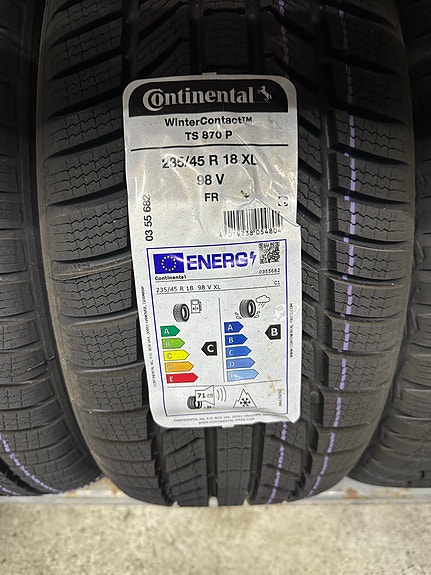 Continental
WinterContact™
TS 870 P
235/45 R 18 XL
98 V
FR
03 55 682
ENERG
Continental
0355682
235/45 R 18 98 V XL
C1
A
B
C
D
E
C
A
B
C
D
E
B
71 dB